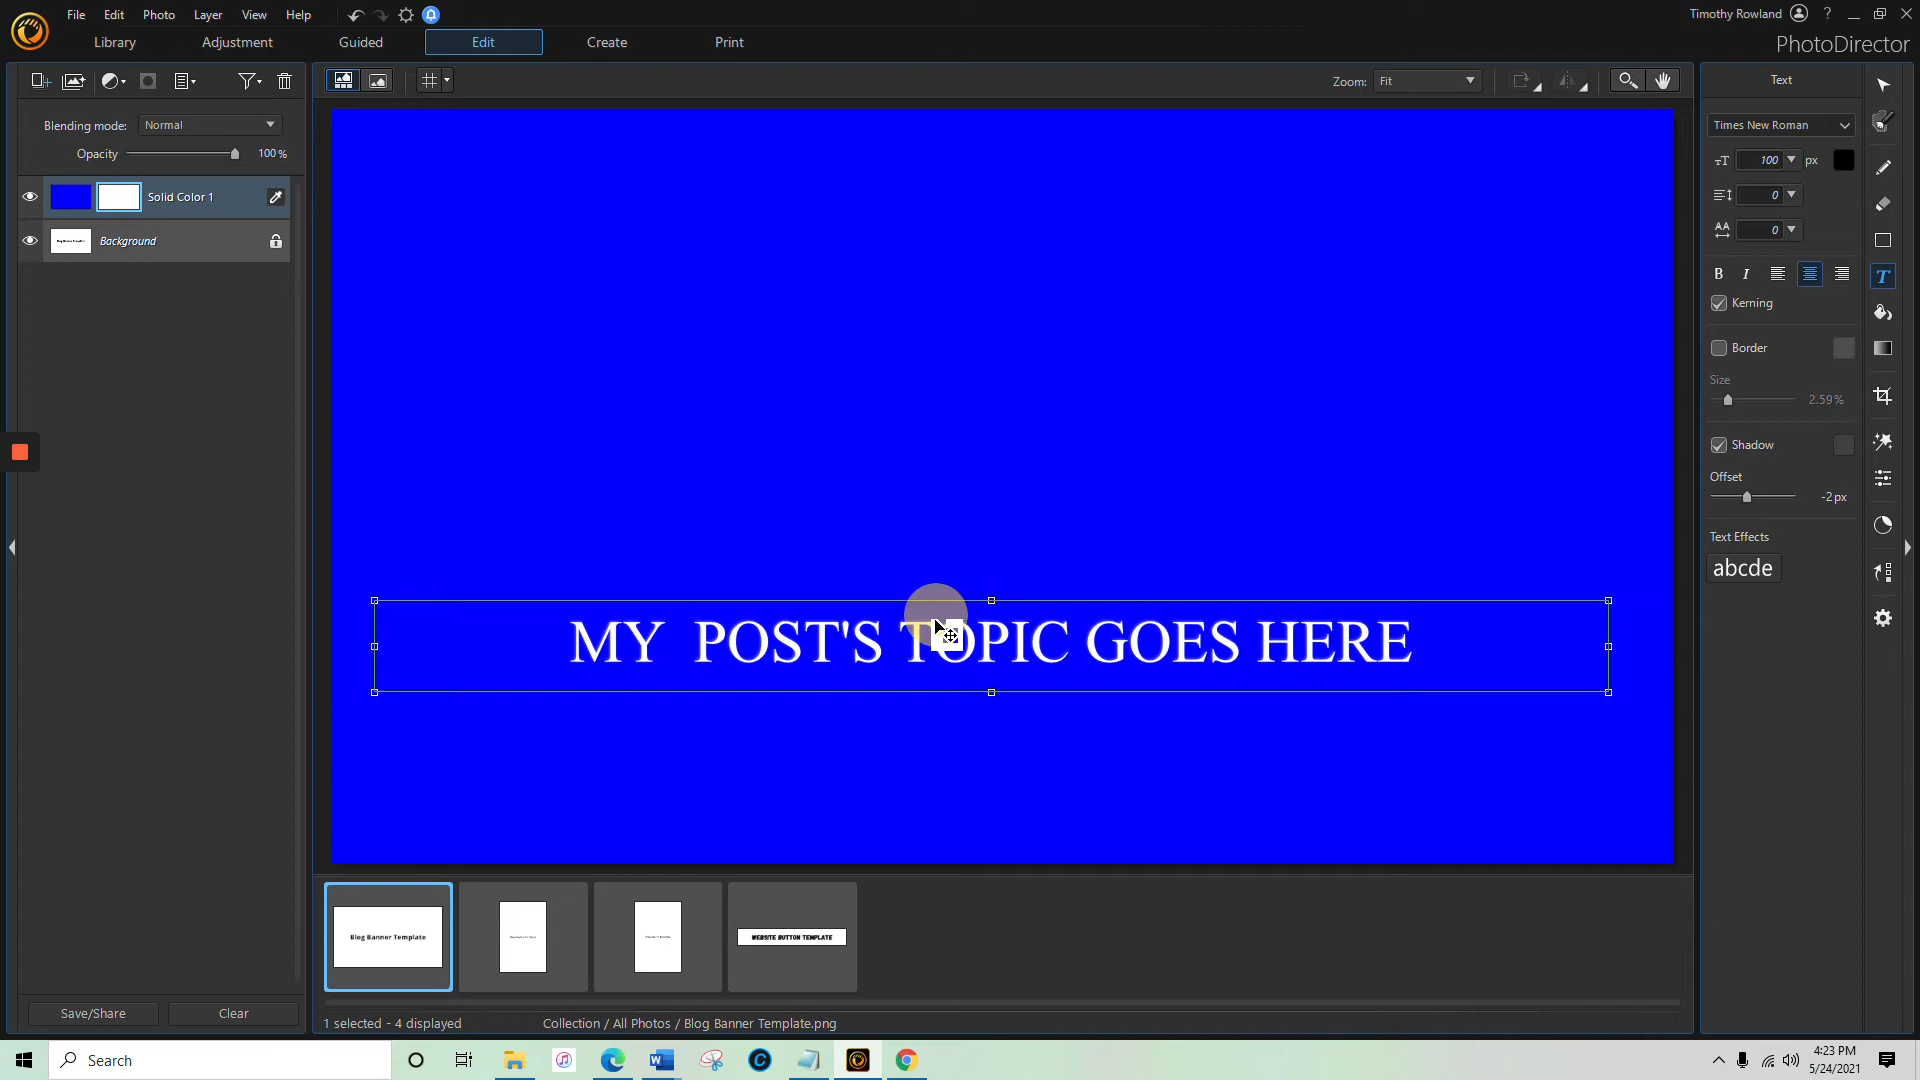 File Edit Photo Layer View Help
Timothy Rowland ?
Library Adjustment Guided Edit Create Print
PhotoDirector
Zoom: Fit
Text
Blending mode: Normal
Opacity 100%
Solid Color 1
Background
Times New Roman
тT 100 px
0
AA 0
B I
Kerning
Border
Size
2.59%
Shadow
Offset
-2px
Text Effects
abcde
T
MY  POST'S TOPIC GOES HERE
Blog Banner Template
WEBSITE BUTTON TEMPLATE
Save/Share Clear
1 selected - 4 displayed
Collection / All Photos / Blog Banner Template.png
Search
4:23 PM
5/24/2021